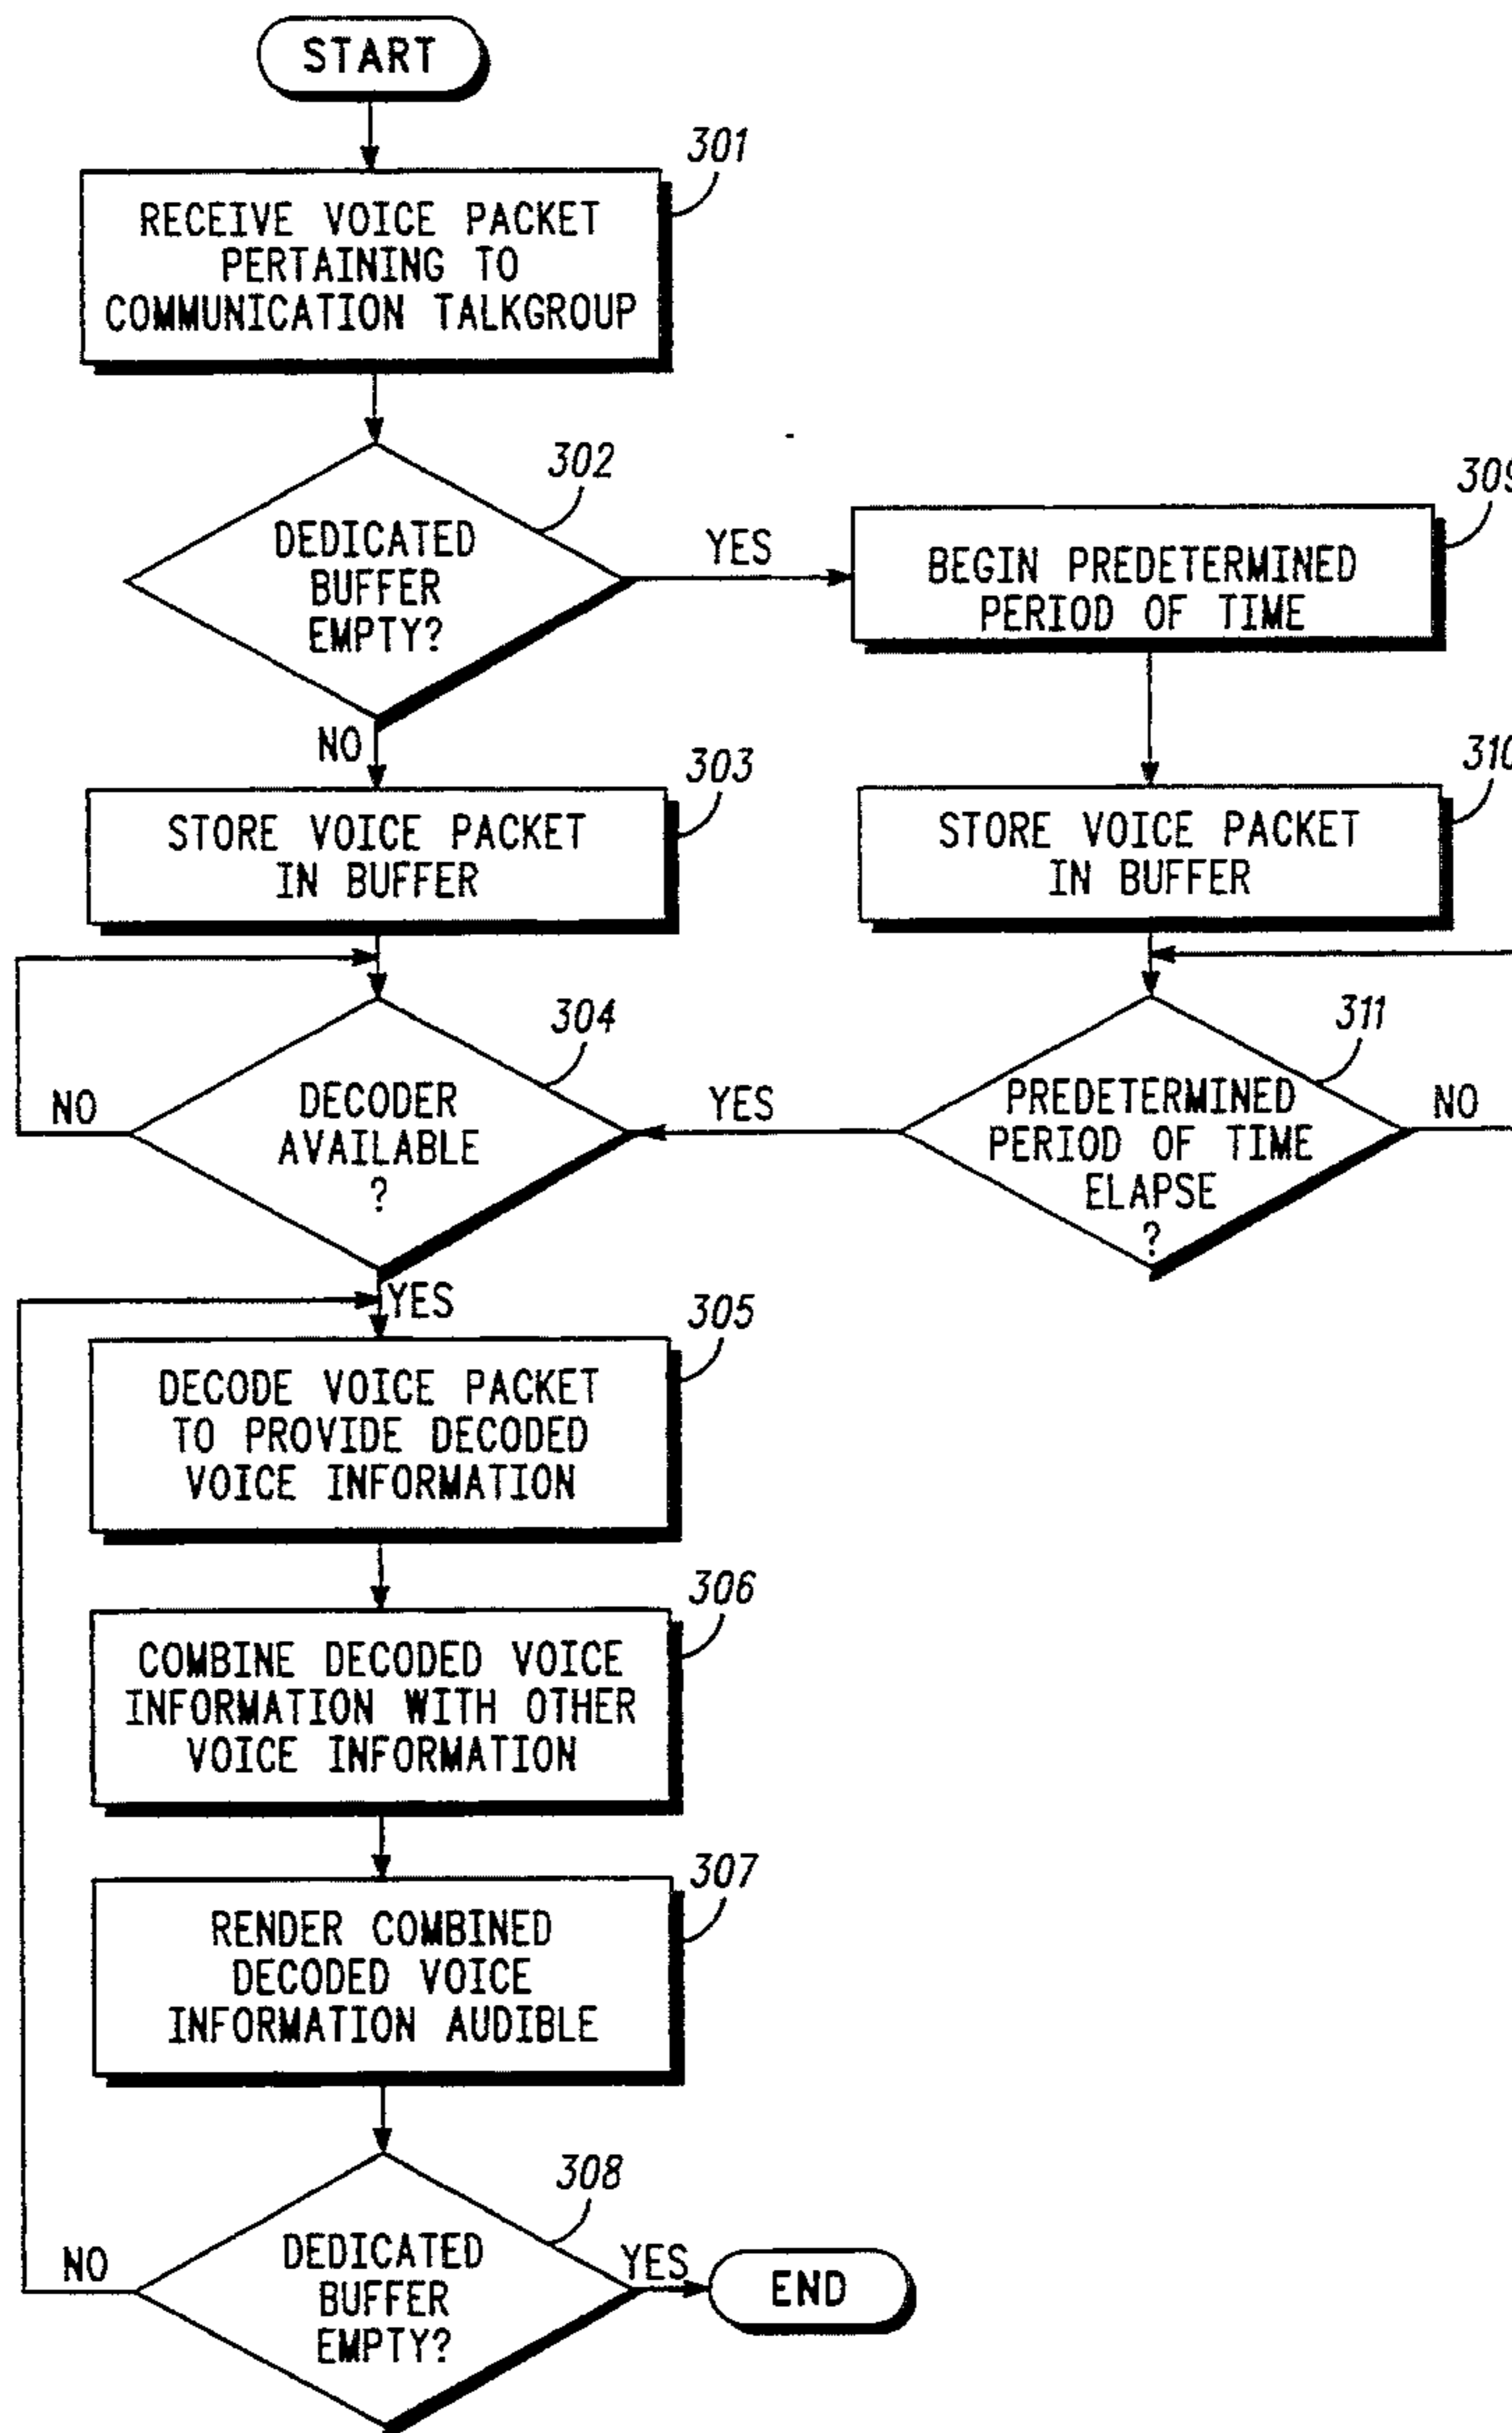 START
301
RECEIVE VOICE PACKET
PERTAINING TO
COMMUNICATION TALKGROUP
302
DEDICATED
BUFFER
EMPTY?
YES
NO
309
BEGIN PREDETERMINED
PERIOD OF TIME
303
STORE VOICE PACKET
IN BUFFER
310
STORE VOICE PACKET
IN BUFFER
304
DECODER
AVAILABLE
?
NO
YES
311
PREDETERMINED
PERIOD OF TIME
ELAPSE
?
NO
YES
305
DECODE VOICE PACKET
TO PROVIDE DECODED
VOICE INFORMATION
306
COMBINE DECODED VOICE
INFORMATION WITH OTHER
VOICE INFORMATION
307
RENDER COMBINED
DECODED VOICE
INFORMATION AUDIBLE
308
DEDICATED
BUFFER
EMPTY?
NO
YES
END